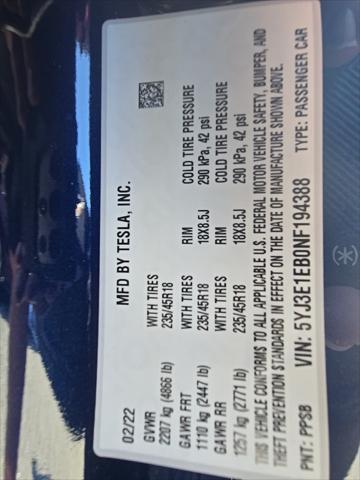 MFD BY TESLA, INC.
02/22
GVWR WITH TIRES RIM COLD TIRE PRESSURE
2207 kg (4866 lb) 235/45R18 18X8.5J 290 kPa, 42 psi
GAWR FRT WITH TIRES RIM COLD TIRE PRESSURE
1110 kg (2447 lb) 235/45R18 18X8.5J 290 kPa, 42 psi
GAWR RR WITH TIRES
1257 kg (2771 lb) 235/45R18
THIS VEHICLE CONFORMS TO ALL APPLICABLE U.S. FEDERAL MOTOR VEHICLE SAFETY, BUMPER, AND
THEFT PREVENTION STANDARDS IN EFFECT ON THE DATE OF MANUFACTURE SHOWN ABOVE.
PNT: PPSB VIN: 5YJ3E1EB0NF194388 TYPE: PASSENGER CAR